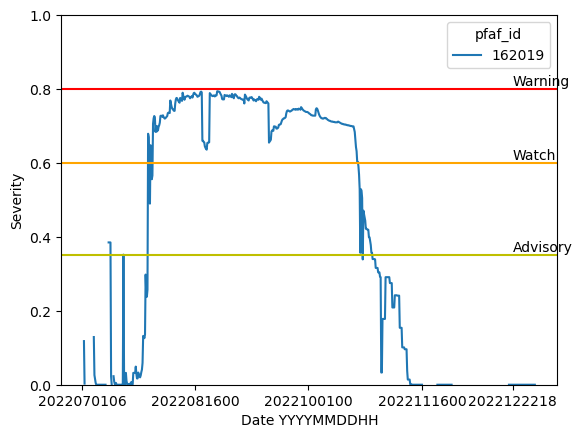 pfaf_id
162019
1.0
0.8
0.6
0.4
0.2
0.0
Severity
Warning
Watch
Advisory
2022070106 2022081600 2022100100 2022111600 2022122218
Date YYYYMMDDHH